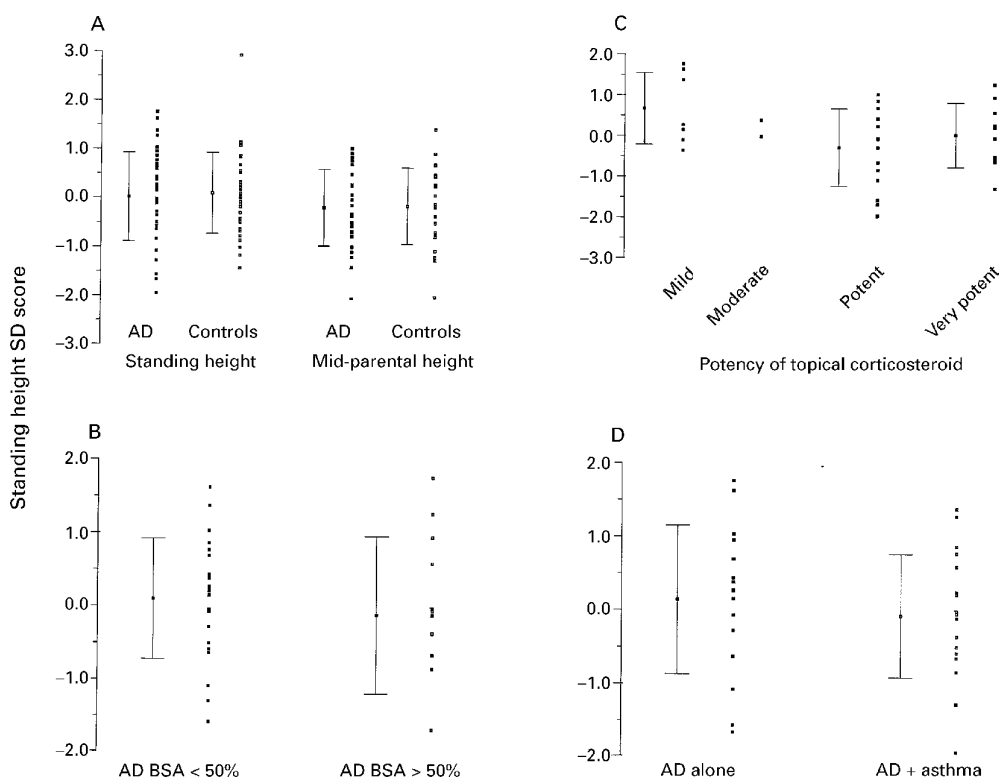 Standing height SD score
A
3.0
2.0
1.0
0.0
–1.0
–2.0
–3.0
AD Controls AD Controls
Standing height Mid-parental height
C
2.0
1.0
0.0
–1.0
–2.0
–3.0
Mild
Moderate
Potent
Very potent
Potency of topical corticosteroid
B
2.0
1.0
0.0
–1.0
–2.0
AD BSA < 50% AD BSA > 50%
D
2.0
1.0
0.0
–1.0
–2.0
AD alone AD + asthma